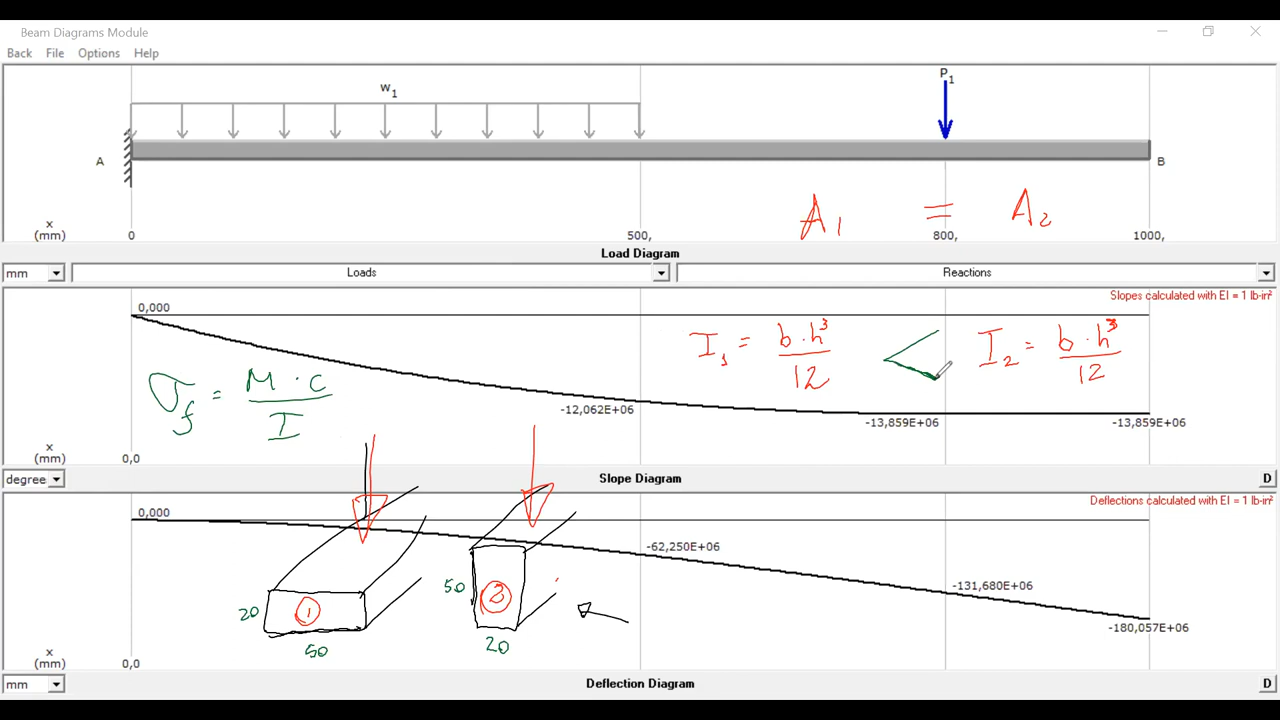 Beam Diagrams Module
Back File Options Help
w1
P1
A
B
A1 = A2
x
(mm)
0
500,
800,
1000,
Load Diagram
mm
Loads
Reactions
Slopes calculated with EI = 1 lb·in²
0,000
I1 = b·h³/12 < I2 = b·h³/12
σf = M·c/I
-12,062E+06
-13,859E+06
-13,859E+06
x
(mm)
0,0
degree
Slope Diagram
D
Deflections calculated with EI = 1 lb·in²
0,000
-62,250E+06
-131,680E+06
-180,057E+06
20
1
50
50
2
20
x
(mm)
0,0
mm
Deflection Diagram
D